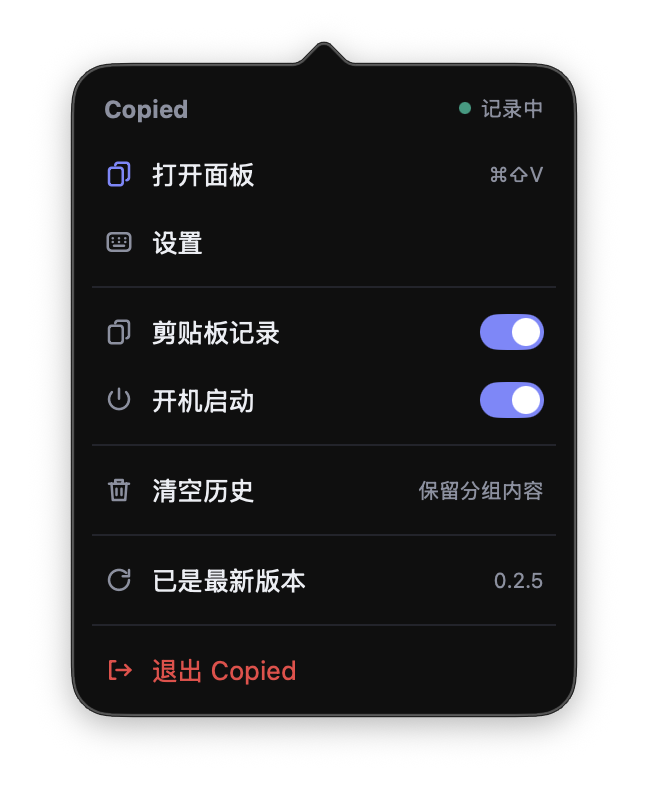 Copied 记录中
打开面板 ⌘⇧V
设置
剪贴板记录
开机启动
清空历史 保留分组内容
已是最新版本 0.2.5
退出 Copied